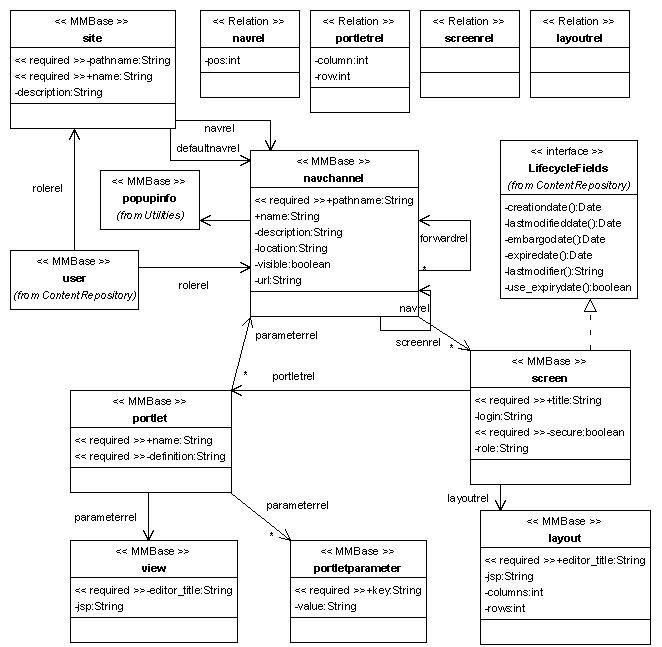 << MMBase >>
site
<< required >>-pathname:String
<< required >>+name:String
-description:String
<< Relation >>
navrel
-pos:int
<< Relation >>
portletrel
-column:int
-row:int
<< Relation >>
screenrel
<< Relation >>
layoutrel
navrel
defaultnavrel
rolerel
<< MMBase >>
popupinfo
(from Utilities)
<< MMBase >>
navchannel
<< required >>+pathname:String
+name:String
-description:String
-location:String
-visible:boolean
-url:String
<< interface >>
LifecycleFields
(from ContentRepository)
-creationdate():Date
-lastmodifieddate():Date
-embargodate():Date
-expiredate():Date
-lastmodifier():String
-use_expirydate():boolean
forwardrel
*
<< MMBase >>
user
(from ContentRepository)
rolerel
navrel
parameterrel
screenrel
*
<< MMBase >>
screen
<< required >>+title:String
-login:String
<< required >>-secure:boolean
-role:String
*
portletrel
<< MMBase >>
portlet
<< required >>+name:String
<< required >>-definition:String
layoutrel
parameterrel
parameterrel
*
<< MMBase >>
view
<< required >>-editor_title:String
-jsp:String
<< MMBase >>
portletparameter
<< required >>+key:String
-value:String
<< MMBase >>
layout
<< required >>+editor_title:String
-jsp:String
-columns:int
-rows:int